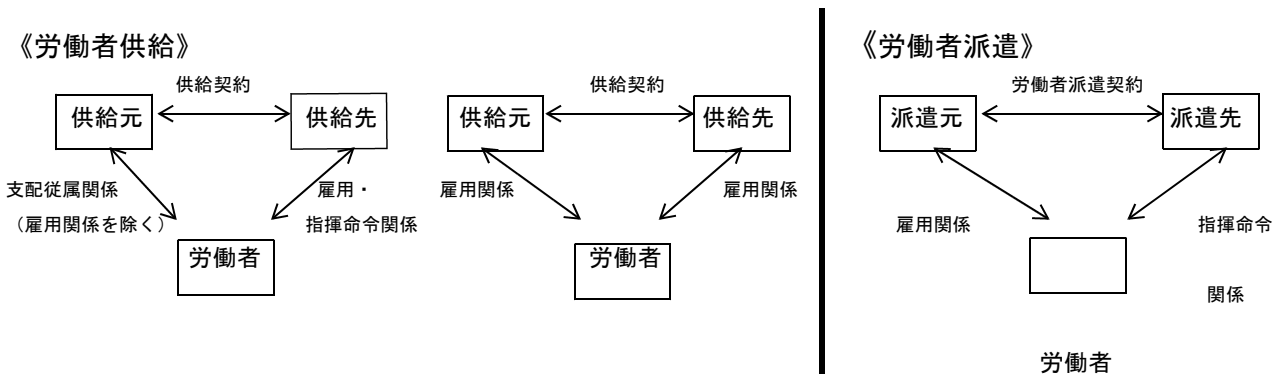 《労働者供給》
供給契約
供給元
供給先
支配従属関係
（雇用関係を除く）
雇用・
指揮命令関係
労働者
供給契約
供給元
供給先
雇用関係
雇用関係
労働者
《労働者派遣》
労働者派遣契約
派遣元
派遣先
雇用関係
指揮命令
関係
労働者